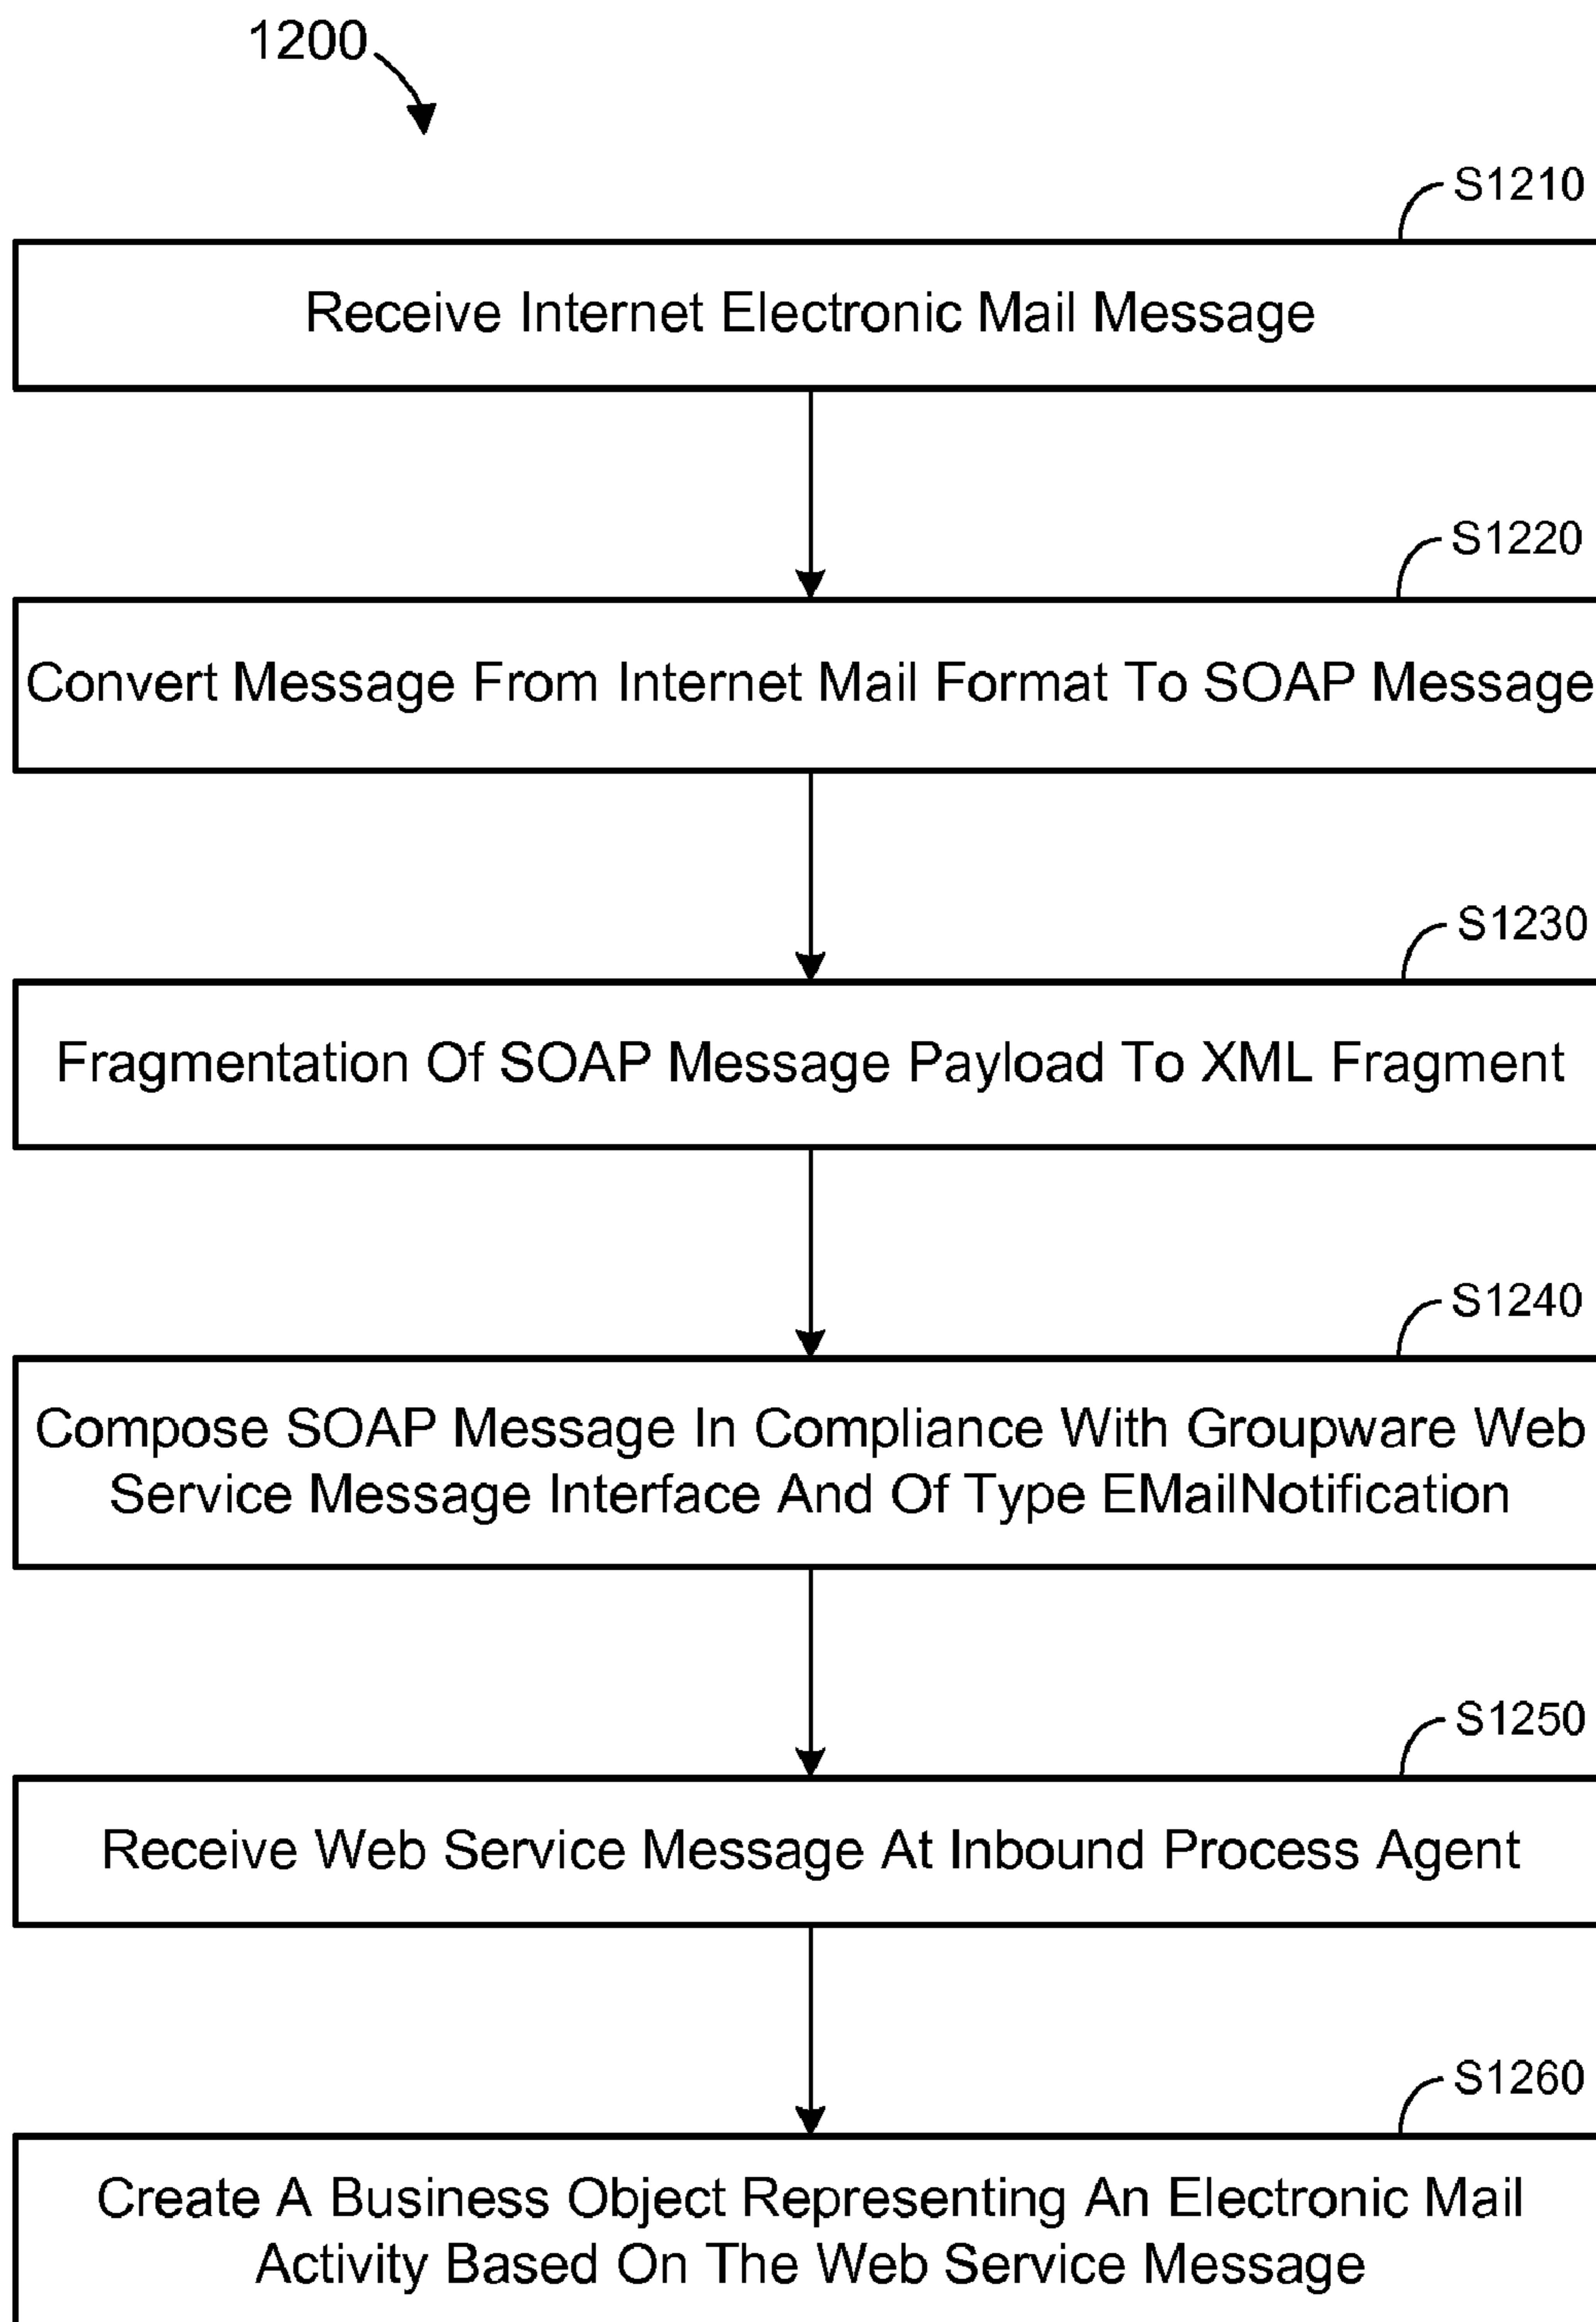 1200
S1210
Receive Internet Electronic Mail Message
S1220
Convert Message From Internet Mail Format To SOAP Message
S1230
Fragmentation Of SOAP Message Payload To XML Fragment
S1240
Compose SOAP Message In Compliance With Groupware Web
Service Message Interface And Of Type EMailNotification
S1250
Receive Web Service Message At Inbound Process Agent
S1260
Create A Business Object Representing An Electronic Mail
Activity Based On The Web Service Message